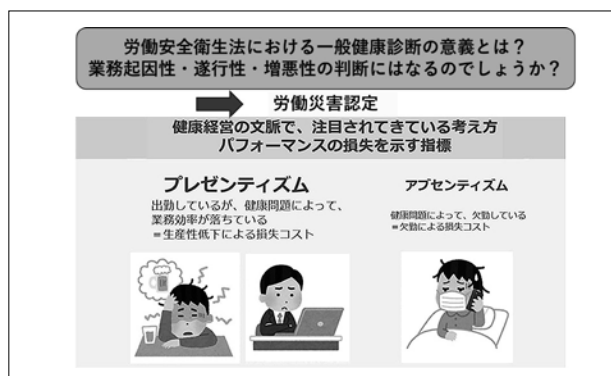 労働安全衛生法における一般健康診断の意義とは？
業務起因性・遂行性・増悪性の判断にはなるのでしょうか？
労働災害認定
健康経営の文脈で、注目されてきている考え方
パフォーマンスの損失を示す指標
プレゼンティズム
出勤しているが、健康問題によって、
業務効率が落ちている
＝生産性低下による損失コスト
アブセンティズム
健康問題によって、欠勤している
＝欠勤による損失コスト